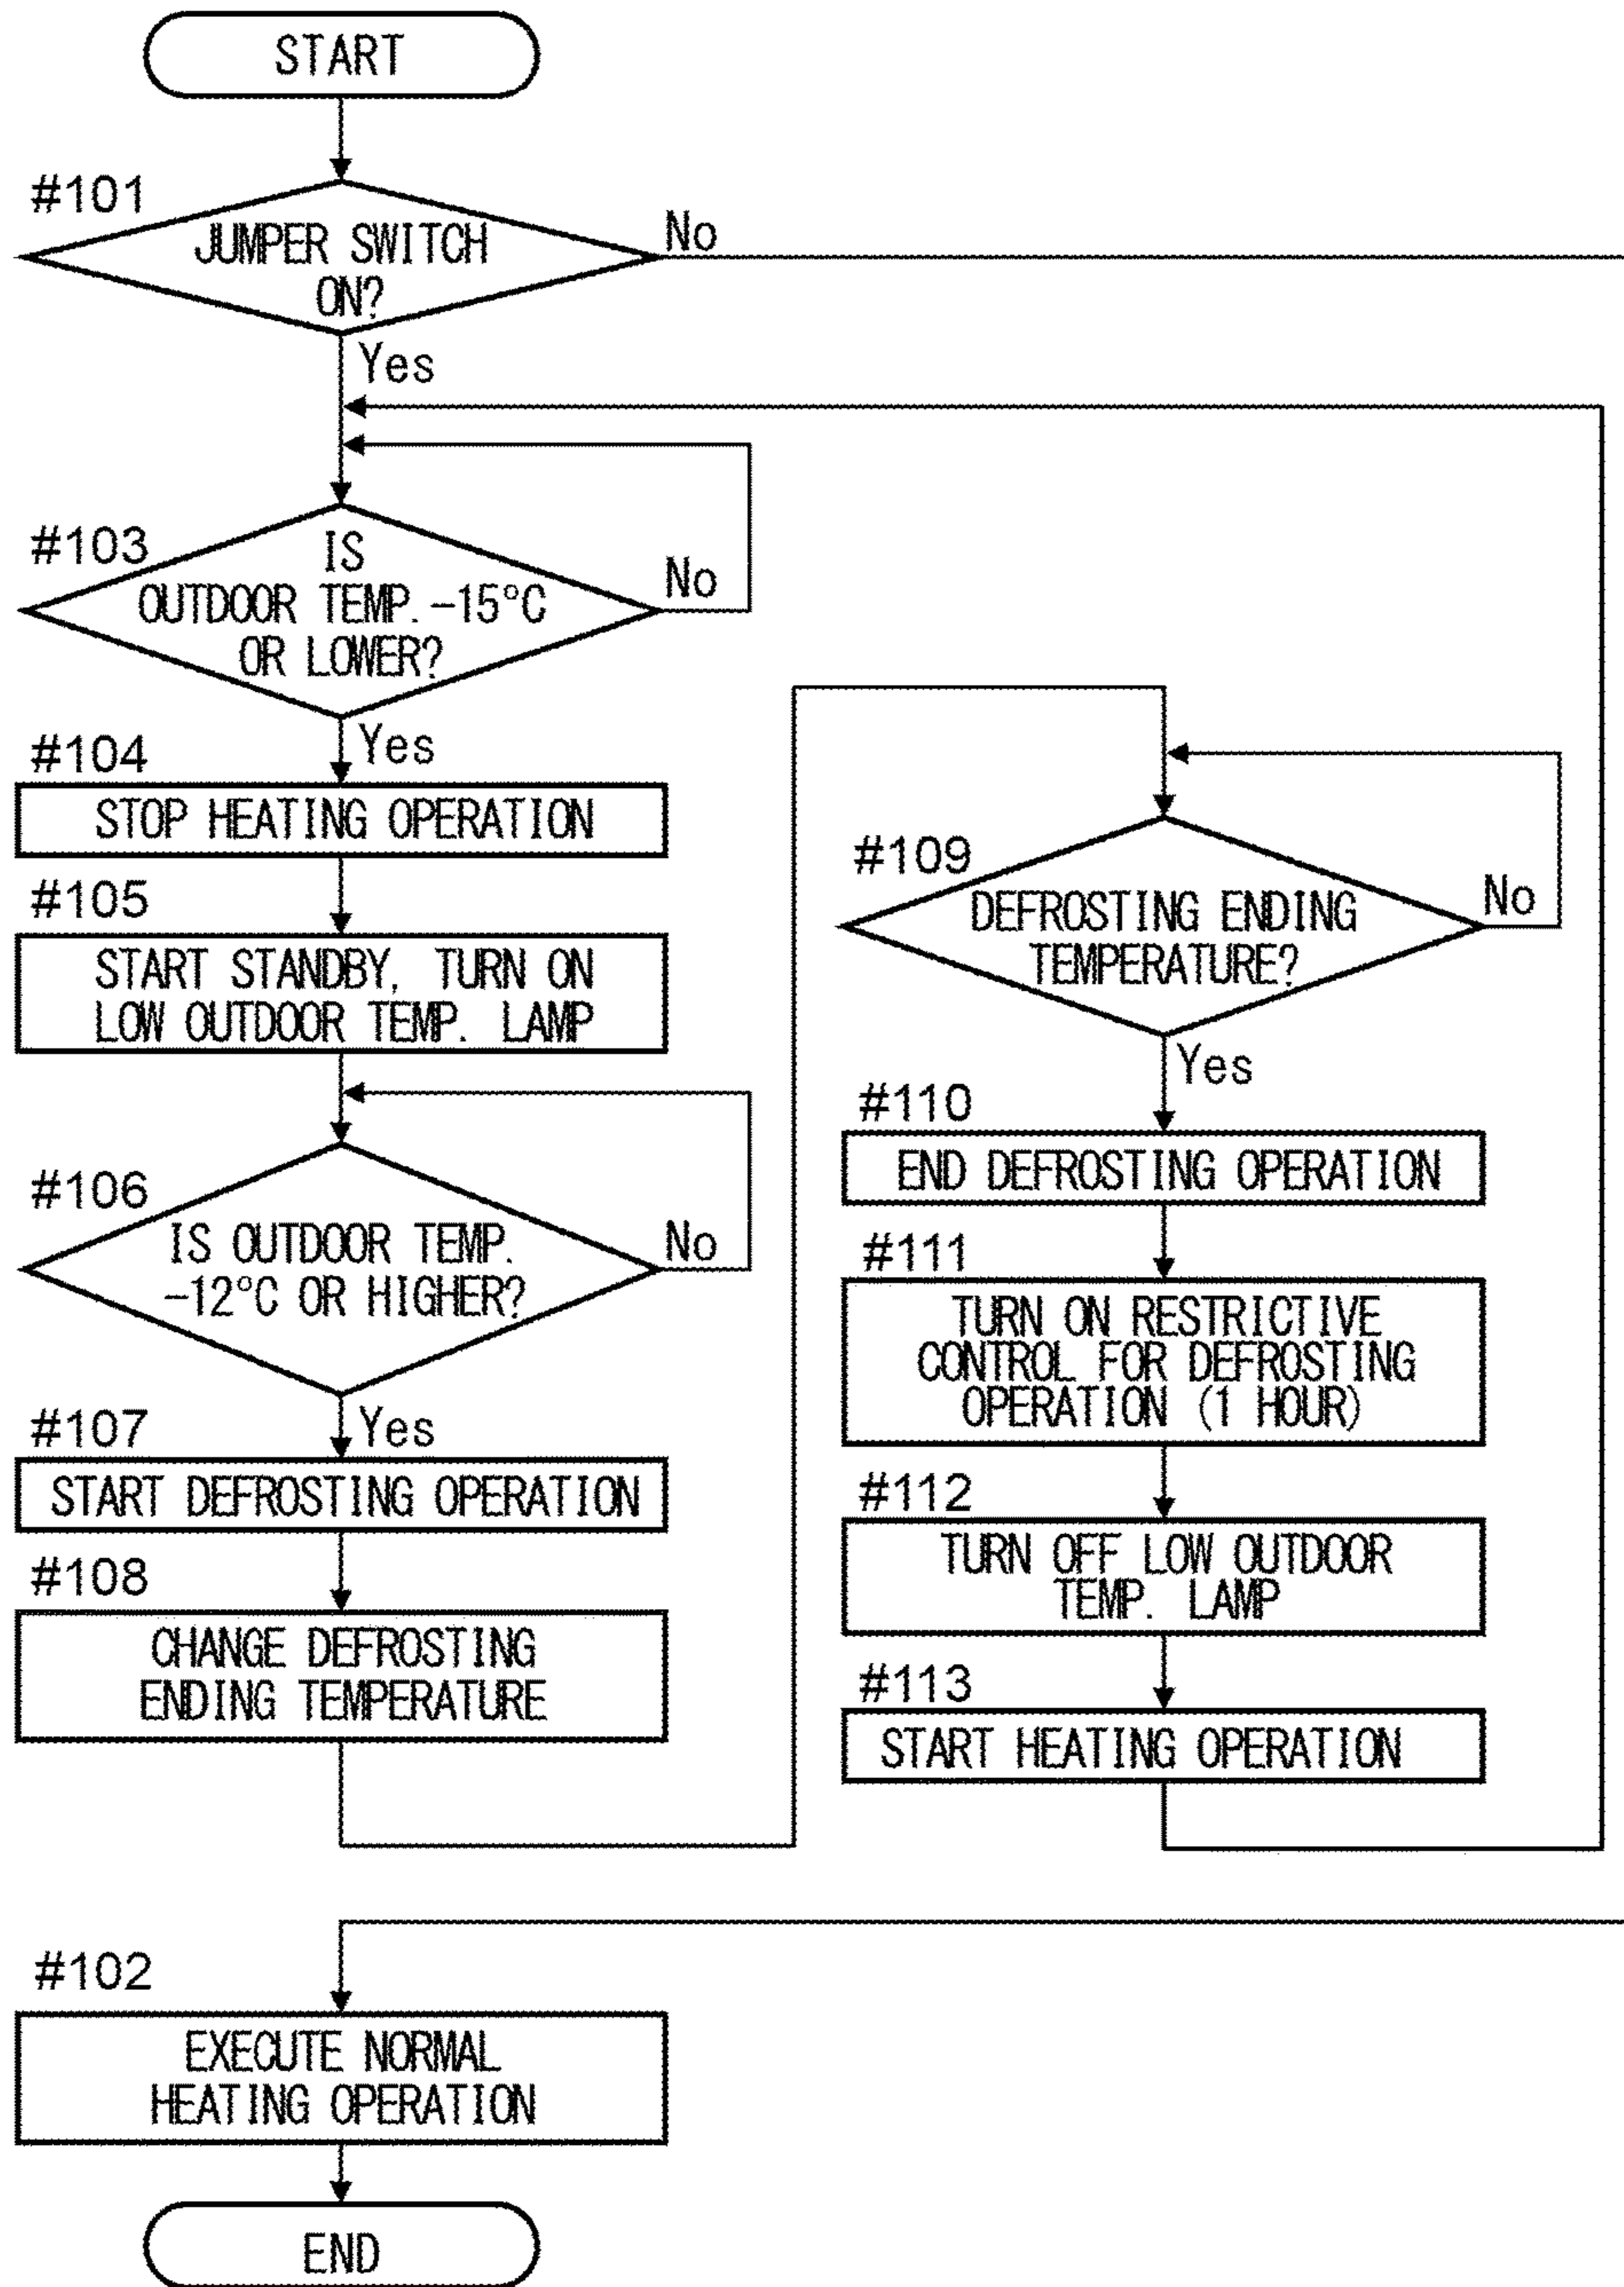 START
#101
JUMPER SWITCH
ON?
No
Yes
#103
IS
OUTDOOR TEMP. -15°C
OR LOWER?
No
Yes
#104
STOP HEATING OPERATION
#105
START STANDBY, TURN ON
LOW OUTDOOR TEMP. LAMP
#106
IS OUTDOOR TEMP.
-12°C OR HIGHER?
No
Yes
#107
START DEFROSTING OPERATION
#108
CHANGE DEFROSTING
ENDING TEMPERATURE
#109
DEFROSTING ENDING
TEMPERATURE?
No
Yes
#110
END DEFROSTING OPERATION
#111
TURN ON RESTRICTIVE
CONTROL FOR DEFROSTING
OPERATION (1 HOUR)
#112
TURN OFF LOW OUTDOOR
TEMP. LAMP
#113
START HEATING OPERATION
#102
EXECUTE NORMAL
HEATING OPERATION
END